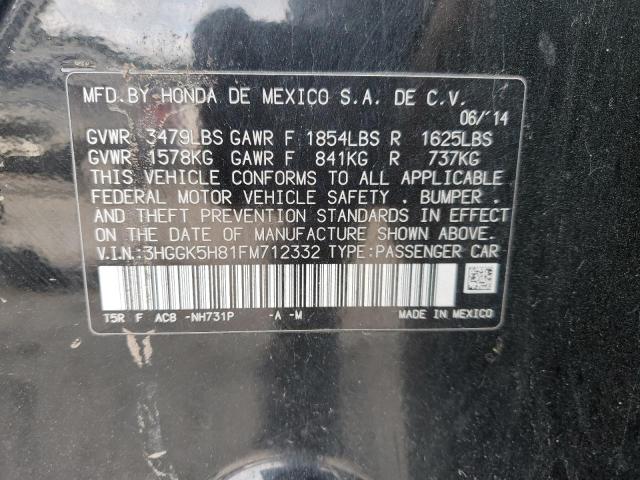 MFD.BY HONDA DE MEXICO S.A. DE C.V.
06/'14
GVWR 3479LBS GAWR F 1854LBS R 1625LBS
GVWR 1578KG GAWR F 841KG R 737KG
THIS VEHICLE CONFORMS TO ALL APPLICABLE
FEDERAL MOTOR VEHICLE SAFETY . BUMPER .
AND THEFT PREVENTION STANDARDS IN EFFECT
ON THE DATE OF MANUFACTURE SHOWN ABOVE.
V.I.N.:3HGGK5H81FM712332 TYPE:PASSENGER CAR
T5R F AC8 -NH731P -A -M MADE IN MEXICO